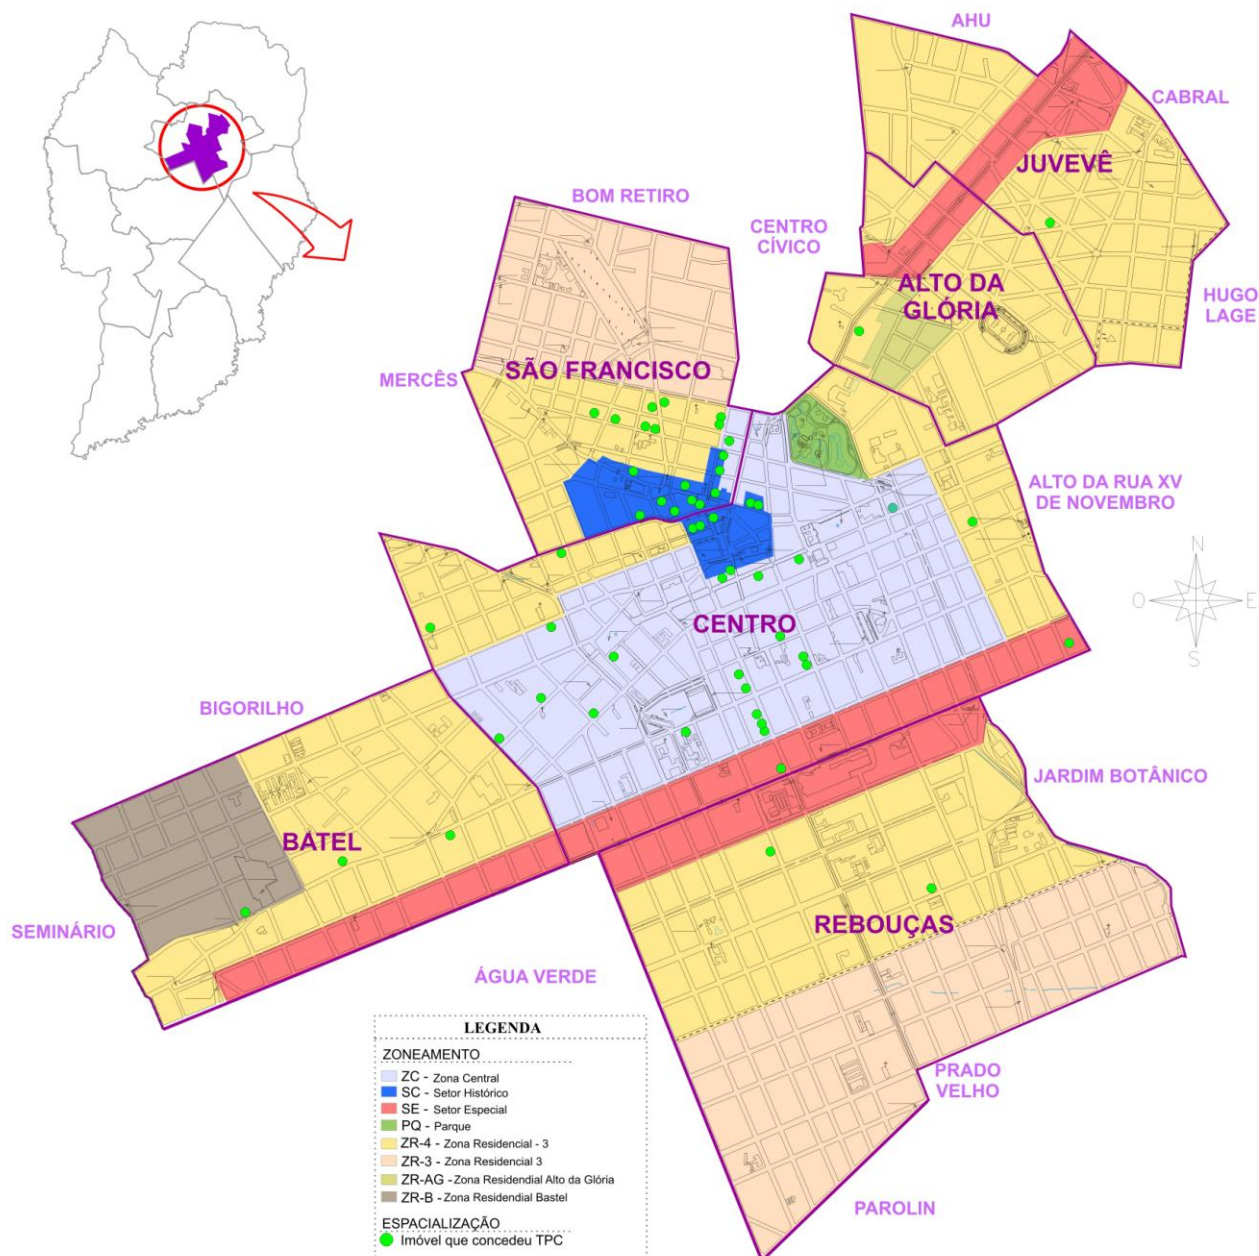 AHU
CABRAL
JUVEVÊ
BOM RETIRO
CENTRO
CÍVICO
ALTO DA
GLÓRIA
HUGO
LAGE
SÃO FRANCISCO
MERCÊS
ALTO DA RUA XV
DE NOVEMBRO
N
O
E
S
CENTRO
BIGORILHO
JARDIM BOTÂNICO
BATEL
SEMINÁRIO
REBOUÇAS
ÁGUA VERDE
PRADO
VELHO
PAROLIN
LEGENDA
ZONEAMENTO
ZC - Zona Central
SC - Setor Histórico
SE - Setor Especial
PQ - Parque
ZR-4 - Zona Residencial - 3
ZR-3 - Zona Residencial 3
ZR-AG - Zona Residendial Alto da Glória
ZR-B - Zona Residendial Bastel
ESPACIALIZAÇÃO
Imóvel que concedeu TPC